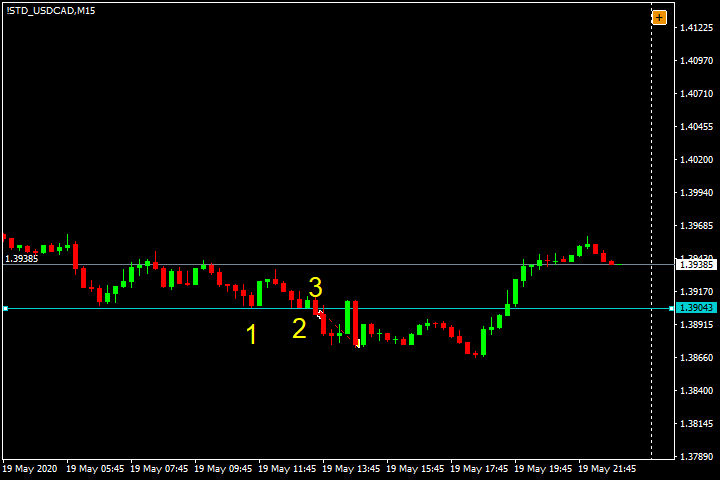 !STD_USDCAD,M15
+
1.41225
1.40970
1.40710
1.40455
1.40200
1.39940
1.39685
1.39385
1.39385
1.39170
1.39043
1.38915
1.38660
1.38400
1.38145
1.37890
3
1
2
19 May 2020
19 May 05:45
19 May 07:45
19 May 09:45
19 May 11:45
19 May 13:45
19 May 15:45
19 May 17:45
19 May 19:45
19 May 21:45